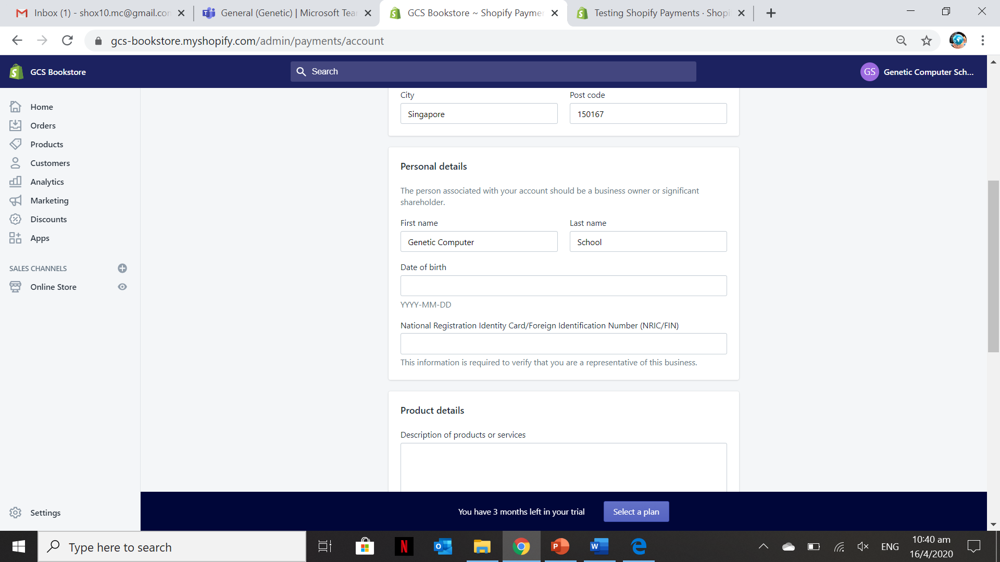 Inbox (1) - shox10.mc@gmail.con
General (Genetic) | Microsoft Tea
GCS Bookstore ~ Shopify Payme
Testing Shopify Payments · Shopi
gcs-bookstore.myshopify.com/admin/payments/account
GCS Bookstore
Search
GS
Genetic Computer Sch...
Home
Orders
Products
Customers
Analytics
Marketing
Discounts
Apps
SALES CHANNELS
Online Store
Settings
City
Post code
Singapore
150167
Personal details
The person associated with your account should be a business owner or significant
shareholder.
First name
Last name
Genetic Computer
School
Date of birth
YYYY-MM-DD
National Registration Identity Card/Foreign Identification Number (NRIC/FIN)
This information is required to verify that you are a representative of this business.
Product details
Description of products or services
You have 3 months left in your trial
Select a plan
Type here to search
ENG
10:40 am
16/4/2020